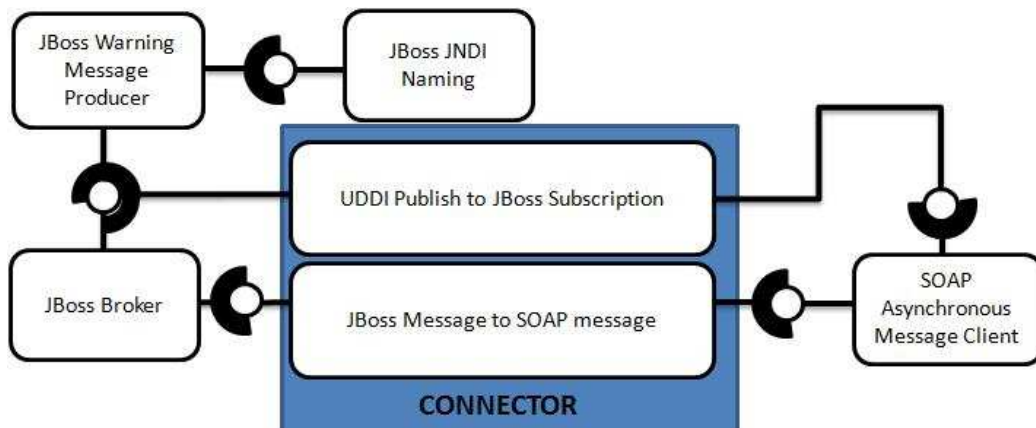 JBoss Warning
Message
Producer
JBoss JNDI
Naming
UDDI Publish to JBoss Subscription
JBoss Broker
JBoss Message to SOAP message
SOAP
Asynchronous
Message Client
CONNECTOR